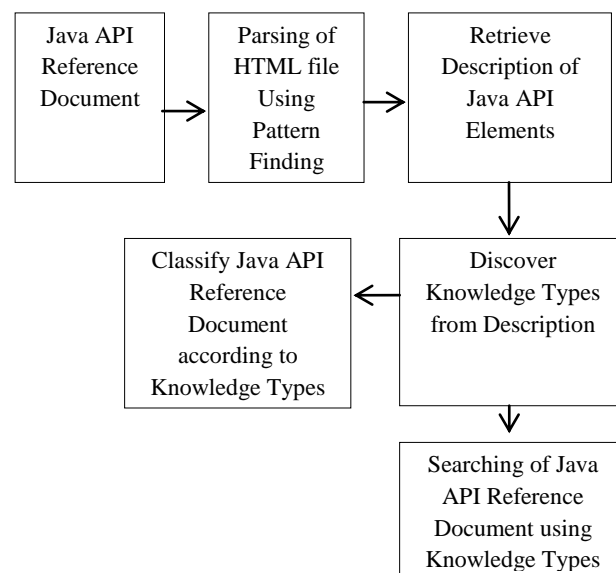 Java API
Reference
Document
Parsing of
HTML file
Using
Pattern
Finding
Retrieve
Description of
Java API
Elements
Discover
Knowledge Types
from Description
Classify Java API
Reference
Document
according to
Knowledge Types
Searching of Java
API Reference
Document using
Knowledge Types